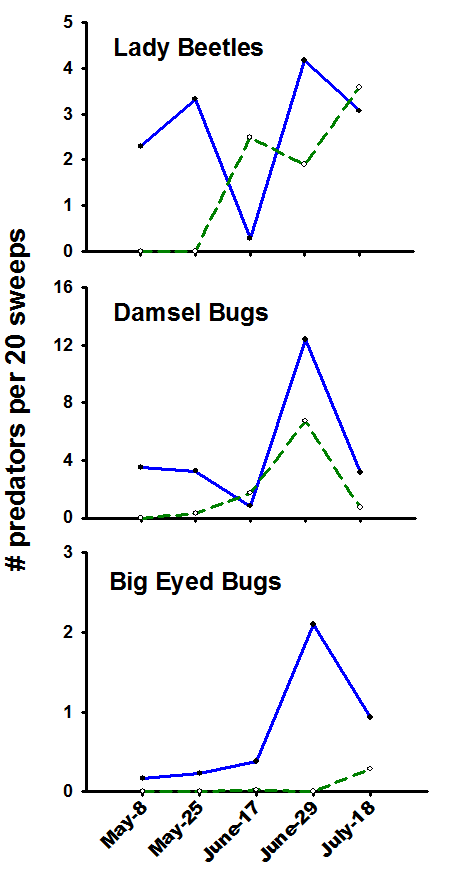 # predators per 20 sweeps
Lady Beetles
5
4
3
2
1
0
Damsel Bugs
16
12
8
4
0
Big Eyed Bugs
3
2
1
0
May-8
May-25
June-17
June-29
July-18